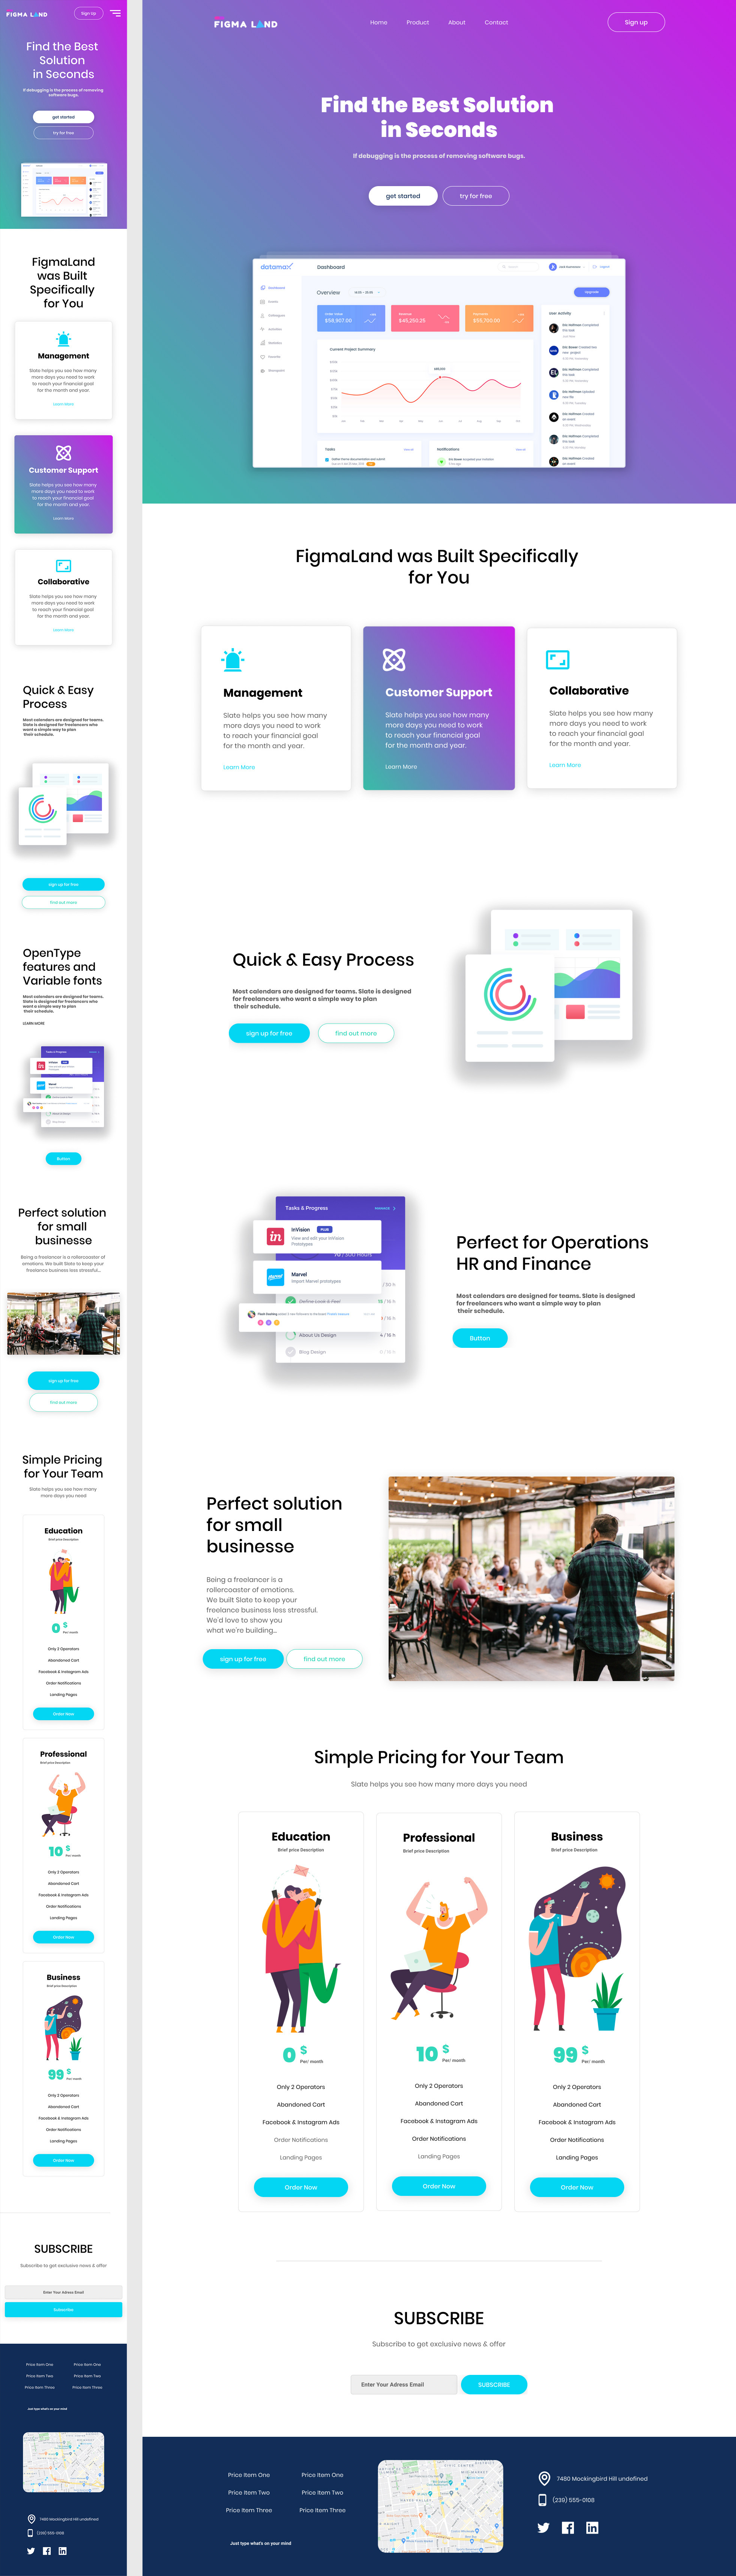 FIGMA LAND
Sign up
Find the Best
Solution
in Seconds
If debugging is the process of removing
software bugs.
get started
try for free
FigmaLand
was Built
Specifically
for You
Management
Slate helps you see how many
more days you need to work
to reach your financial goal
for the month and year.
Learn More
Customer Support
Slate helps you see how many
more days you need to work
to reach your financial goal
for the month and year.
Learn More
Collaborative
Slate helps you see how many
more days you need to work
to reach your financial goal
for the month and year.
Learn More
Quick & Easy
Process
Most calendars are designed for teams.
Slate is designed for freelancers who
want a simple way to plan
their schedule.
sign up for free
find out more
OpenType
features and
Variable fonts
Most calendars are designed for teams.
Slate is designed for freelancers who
want a simple way to plan
their schedule.
LEARN MORE
Tasks & Progress
InVision
Marvel
Button
Perfect solution
for small
businesse
Being a freelancer is a rollercoaster of
emotions. We built Slate to keep your
freelance business less stressful...
sign up for free
find out more
Simple Pricing
for Your Team
Slate helps you see how many
more days you need
Education
Brief price Description
0 $
Per/ month
Only 2 Operators
Abandoned Cart
Facebook & Instagram Ads
Order Notifications
Landing Pages
Order Now
Professional
Brief price Description
10 $
Per/ month
Only 2 Operators
Abandoned Cart
Facebook & Instagram Ads
Order Notifications
Landing Pages
Order Now
Business
Brief price Description
99 $
Per/ month
Only 2 Operators
Abandoned Cart
Facebook & Instagram Ads
Order Notifications
Landing Pages
Order Now
SUBSCRIBE
Subscribe to get exclusive news & offer
Enter Your Adress Email
Subscribe
Price Item One Price Item One
Price Item Two Price Item Two
Price Item Three Price Item Three
Just type what's on your mind
7480 Mockingbird Hill undefined
(239) 555-0108
FIGMA LAND
Home Product About Contact
Sign up
Find the Best Solution
in Seconds
If debugging is the process of removing software bugs.
get started
try for free
datamax
Dashboard
Overview
Upgrade
$56,907.00
$45,250.25
$56,700.00
User Activity
Current Project Summary
Tasks
Notifications
FigmaLand was Built Specifically
for You
Management
Slate helps you see how many
more days you need to work
to reach your financial goal
for the month and year.
Learn More
Customer Support
Slate helps you see how many
more days you need to work
to reach your financial goal
for the month and year.
Learn More
Collaborative
Slate helps you see how many
more days you need to work
to reach your financial goal
for the month and year.
Learn More
Quick & Easy Process
Most calendars are designed for teams. Slate is designed
for freelancers who want a simple way to plan
their schedule.
sign up for free
find out more
Tasks & Progress
in
InVision
PLUS
View and edit your InVision
Prototypes
Marvel
Import Marvel prototypes
About Us Design
4 / 16 h
Blog Design
Perfect for Operations
HR and Finance
Most calendars are designed for teams. Slate is designed
for freelancers who want a simple way to plan
their schedule.
Button
Perfect solution
for small
businesse
Being a freelancer is a
rollercoaster of emotions.
We built Slate to keep your
freelance business less stressful.
We'd love to show you
what we're building...
sign up for free
find out more
Simple Pricing for Your Team
Slate helps you see how many more days you need
Education
Brief price Description
0 $
Per/ month
Only 2 Operators
Abandoned Cart
Facebook & Instagram Ads
Order Notifications
Landing Pages
Order Now
Professional
Brief price Description
10 $
Per/ month
Only 2 Operators
Abandoned Cart
Facebook & Instagram Ads
Order Notifications
Landing Pages
Order Now
Business
Brief price Description
99 $
Per/ month
Only 2 Operators
Abandoned Cart
Facebook & Instagram Ads
Order Notifications
Landing Pages
Order Now
SUBSCRIBE
Subscribe to get exclusive news & offer
Enter Your Adress Email
SUBSCRIBE
Price Item One Price Item One
Price Item Two Price Item Two
Price Item Three Price Item Three
Just type what's on your mind
7480 Mockingbird Hill undefined
(239) 555-0108